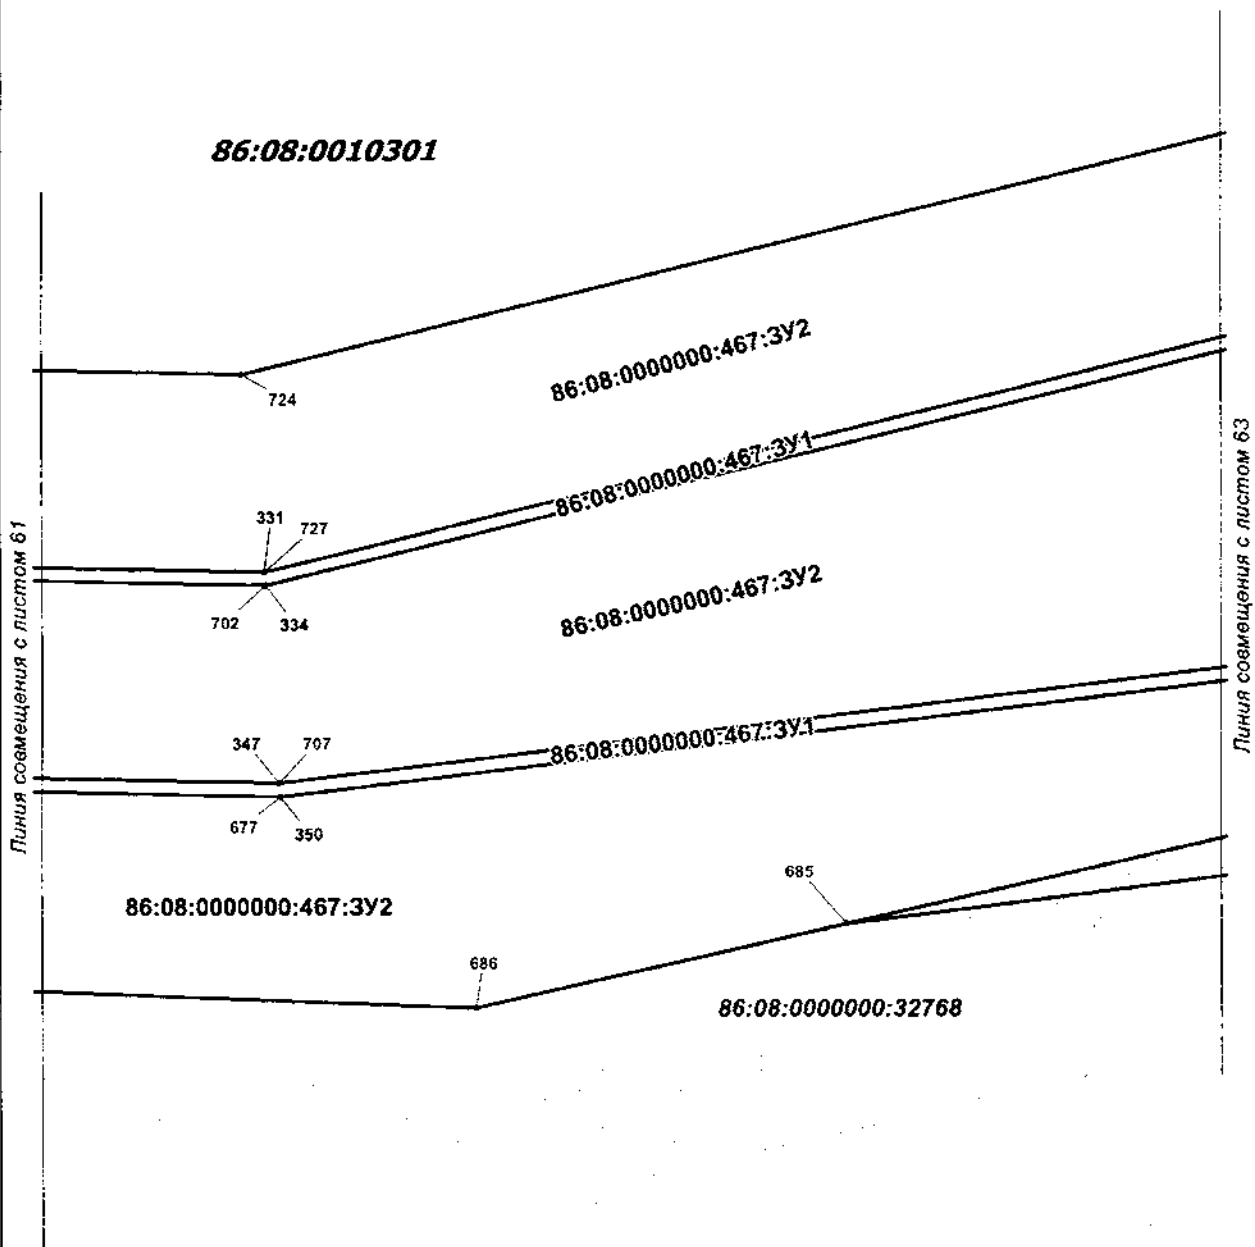 86:08:0010301
86:08:0000000:467:ЗУ2
724
86:08:0000000:467:ЗУ1
331
727
Линия совмещения с листом 61
Линия совмещения с листом 63
702
334
86:08:0000000:467:ЗУ2
347
707
86:08:0000000:467:ЗУ1
677
350
685
86:08:0000000:467:ЗУ2
686
86:08:0000000:32768